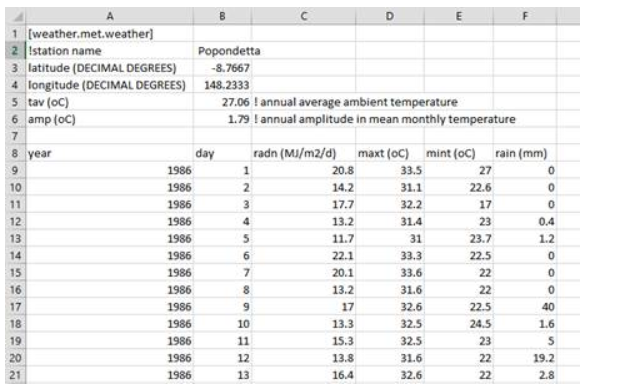 A B C D E F
1 [weather.met.weather]
2 !station name Popondetta
3 latitude (DECIMAL DEGREES) -8.7667
4 longitude (DECIMAL DEGREES) 148.2333
5 tav (oC) 27.06 ! annual average ambient temperature
6 amp (oC) 1.79 ! annual amplitude in mean monthly temperature
7
8 year day radn (MJ/m2/d) maxt (oC) mint (oC) rain (mm)
9 1986 1 20.8 33.5 27 0
10 1986 2 14.2 31.1 22.6 0
11 1986 3 17.7 32.2 17 0
12 1986 4 13.2 31.4 23 0.4
13 1986 5 11.7 31 23.7 1.2
14 1986 6 22.1 33.3 22.5 0
15 1986 7 20.1 33.6 22 0
16 1986 8 13.2 31.6 22 0
17 1986 9 17 32.6 22.5 40
18 1986 10 13.3 32.5 24.5 1.6
19 1986 11 15.3 32.5 23 5
20 1986 12 13.8 31.6 22 19.2
21 1986 13 16.4 32.6 22 2.8